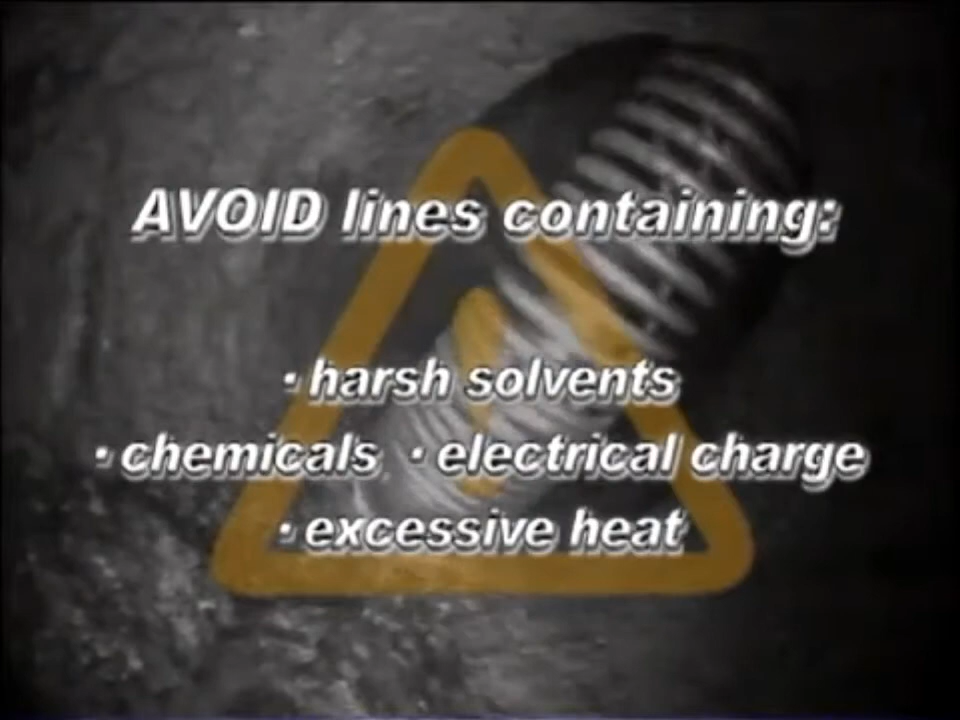 AVOID lines containing:
· harsh solvents
· chemicals · electrical charge
· excessive heat